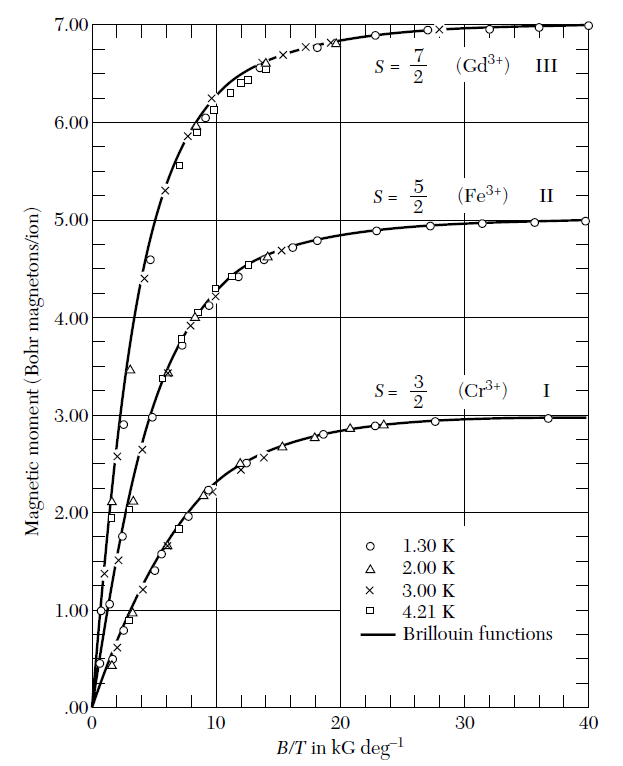 7.00
6.00
5.00
4.00
3.00
2.00
1.00
.00
Magnetic moment (Bohr magnetons/ion)
S = 7/2 (Gd³⁺) III
S = 5/2 (Fe³⁺) II
S = 3/2 (Cr³⁺) I
1.30 K
2.00 K
3.00 K
4.21 K
Brillouin functions
0 10 20 30 40
B/T in kG deg⁻¹